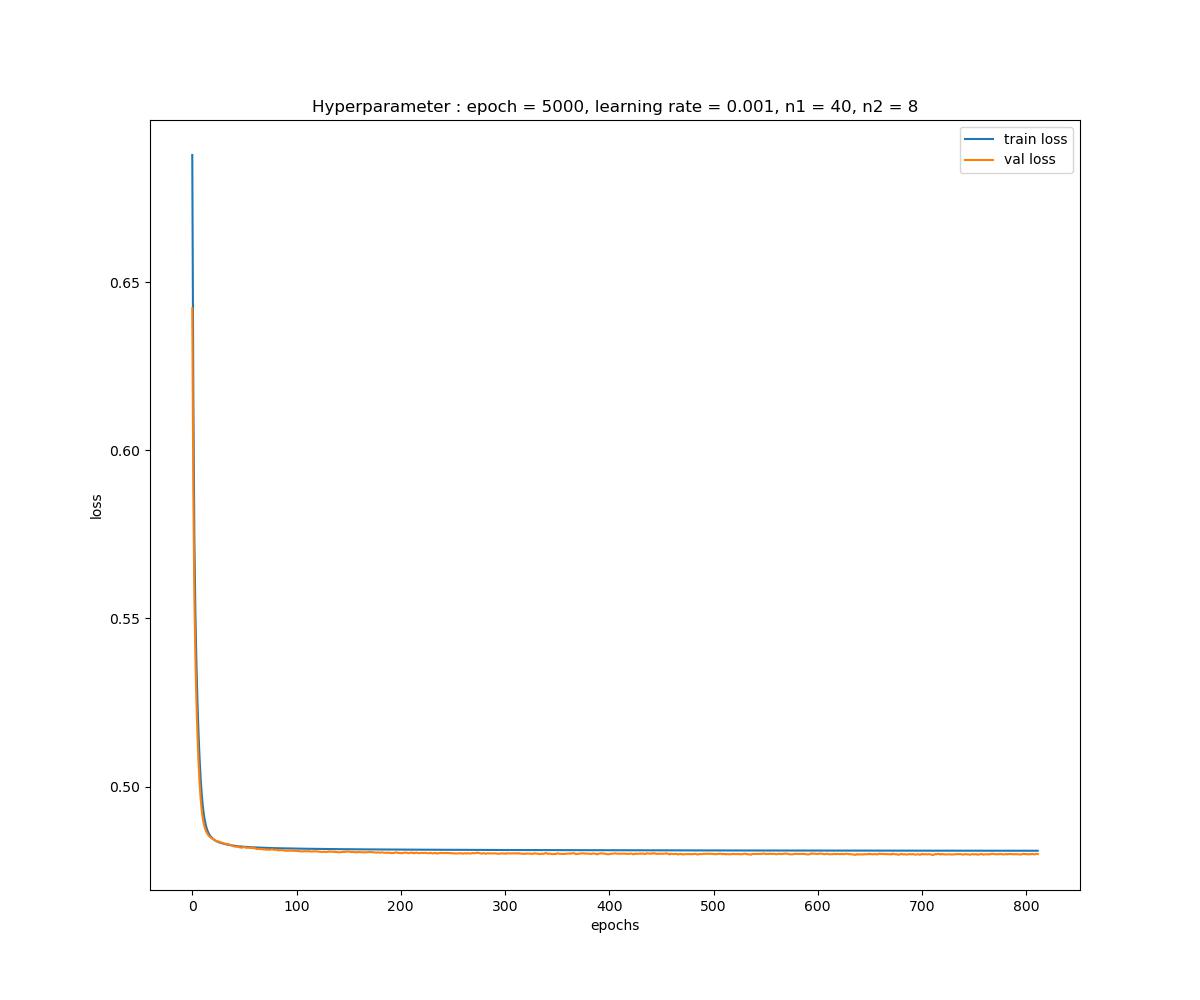 Hyperparameter : epoch = 5000, learning rate = 0.001, n1 = 40, n2 = 8
train loss
val loss
0.65
0.60
0.55
0.50
loss
0 100 200 300 400 500 600 700 800
epochs